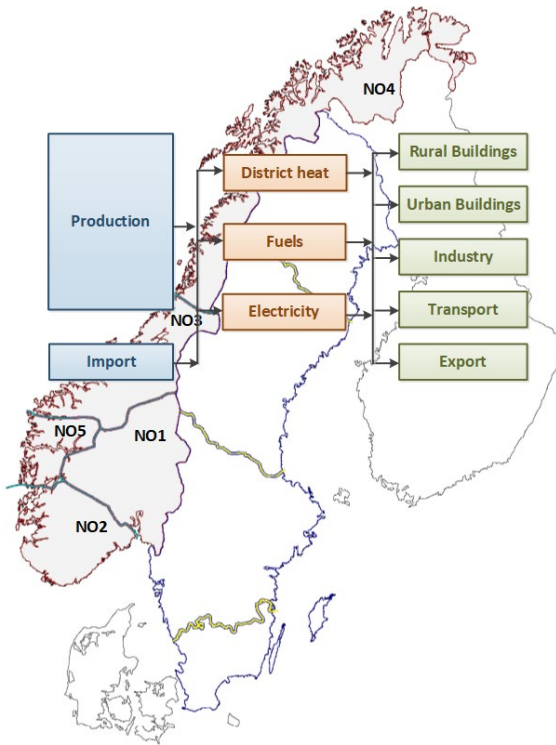 NO4
Rural Buildings
District heat
Urban Buildings
Production
Fuels
Industry
Electricity
Transport
NO3
Import
Export
NO5
NO1
NO2